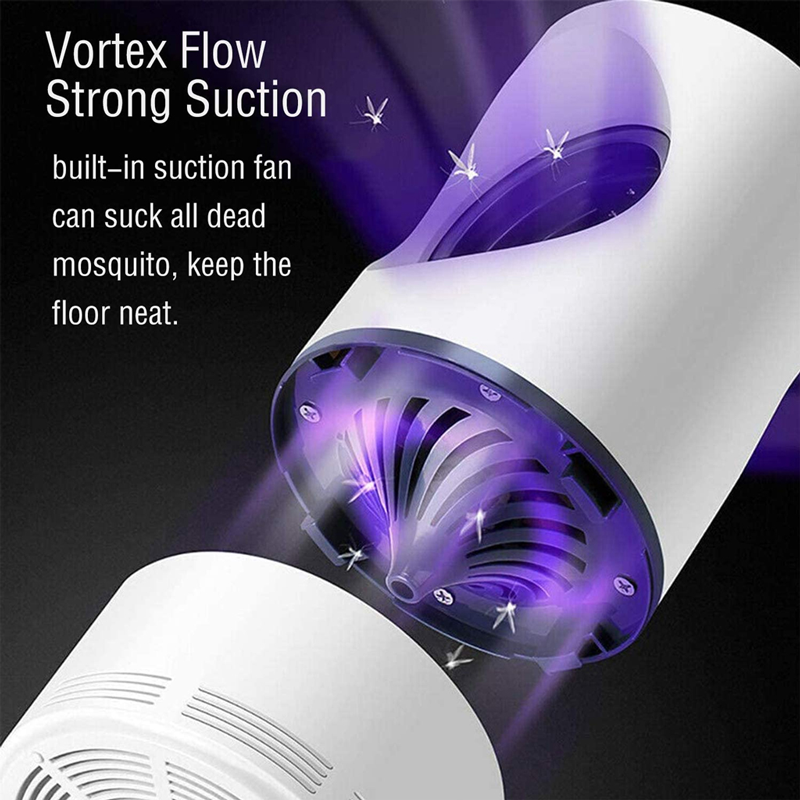 Vortex Flow
Strong Suction
built-in suction fan
can suck all dead
mosquito, keep the
floor neat.